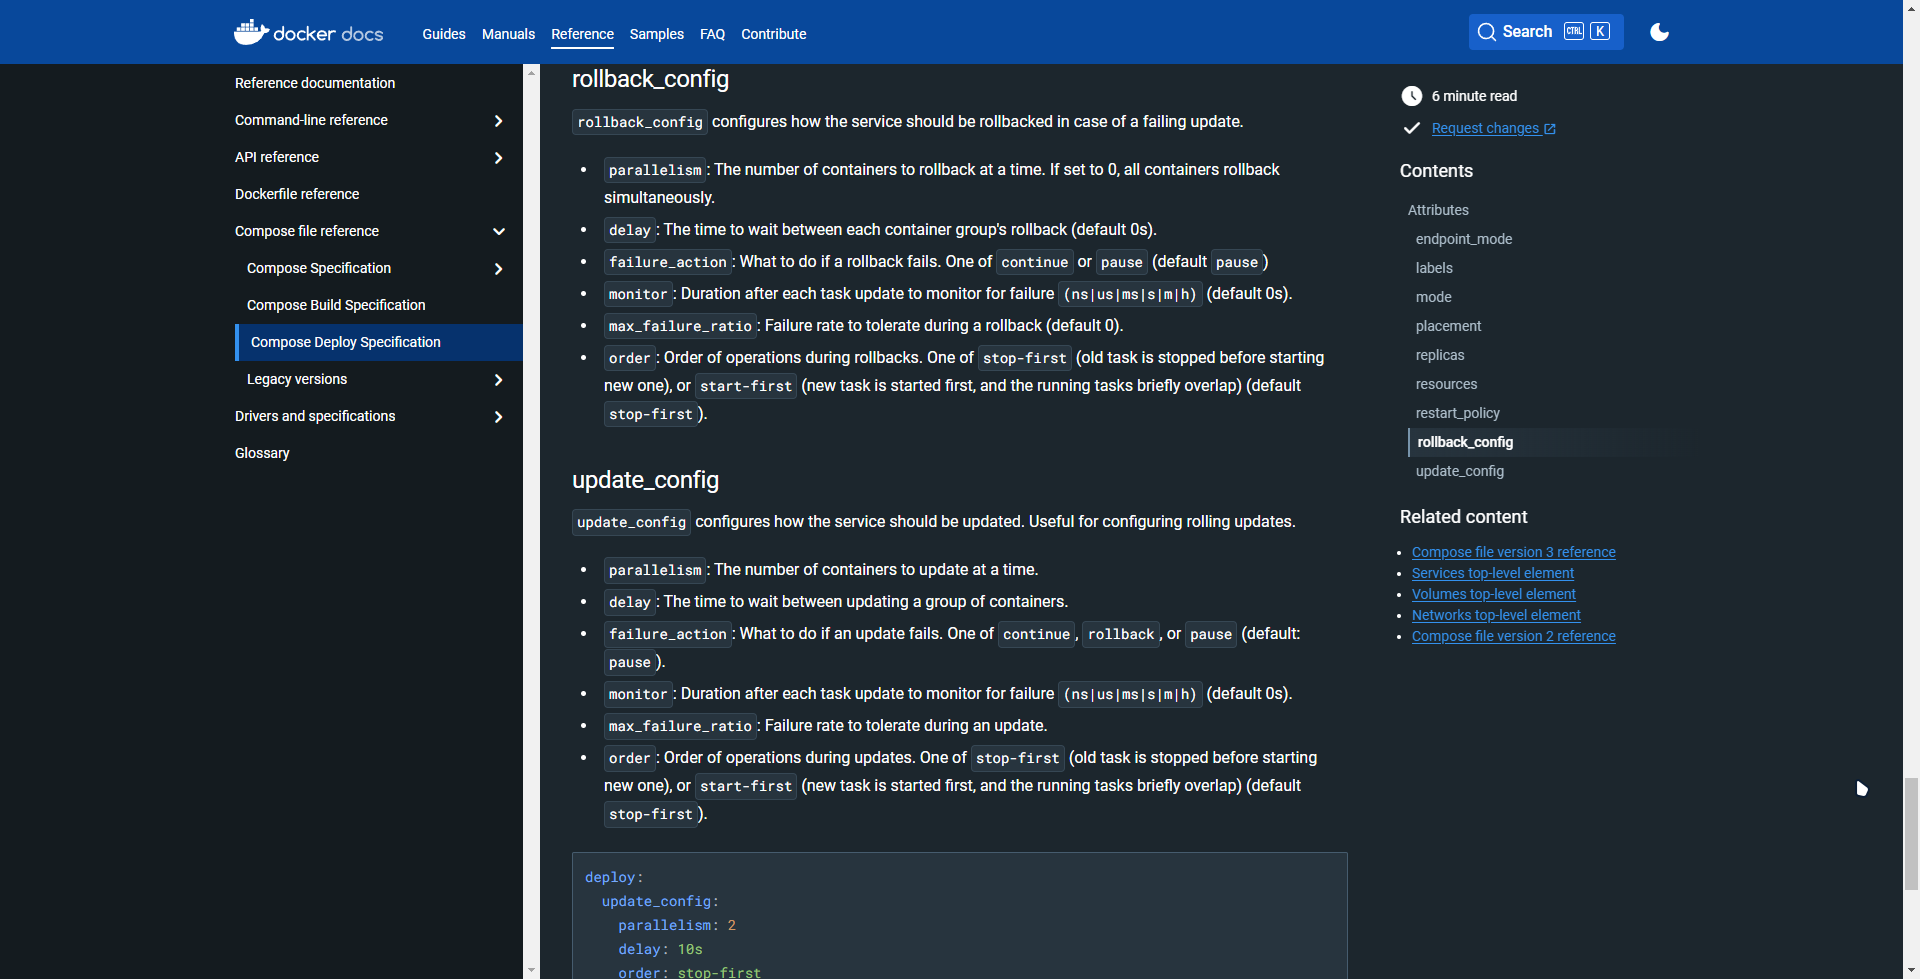 docker docs
Guides Manuals Reference Samples FAQ Contribute
Search CTRL K
Reference documentation
Command-line reference
API reference
Dockerfile reference
Compose file reference
Compose Specification
Compose Build Specification
Compose Deploy Specification
Legacy versions
Drivers and specifications
Glossary
rollback_config
rollback_config configures how the service should be rollbacked in case of a failing update.
• parallelism: The number of containers to rollback at a time. If set to 0, all containers rollback
simultaneously.
• delay: The time to wait between each container group's rollback (default 0s).
• failure_action: What to do if a rollback fails. One of continue or pause (default pause)
• monitor: Duration after each task update to monitor for failure (ns|us|ms|s|m|h) (default 0s).
• max_failure_ratio: Failure rate to tolerate during a rollback (default 0).
• order: Order of operations during rollbacks. One of stop-first (old task is stopped before starting
new one), or start-first (new task is started first, and the running tasks briefly overlap) (default
stop-first).
update_config
update_config configures how the service should be updated. Useful for configuring rolling updates.
• parallelism: The number of containers to update at a time.
• delay: The time to wait between updating a group of containers.
• failure_action: What to do if an update fails. One of continue, rollback, or pause (default:
pause).
• monitor: Duration after each task update to monitor for failure (ns|us|ms|s|m|h) (default 0s).
• max_failure_ratio: Failure rate to tolerate during an update.
• order: Order of operations during updates. One of stop-first (old task is stopped before starting
new one), or start-first (new task is started first, and the running tasks briefly overlap) (default
stop-first).
deploy:
update_config:
parallelism: 2
delay: 10s
order: stop-first
6 minute read
Request changes
Contents
Attributes
endpoint_mode
labels
mode
placement
replicas
resources
restart_policy
rollback_config
update_config
Related content
• Compose file version 3 reference
• Services top-level element
• Volumes top-level element
• Networks top-level element
• Compose file version 2 reference